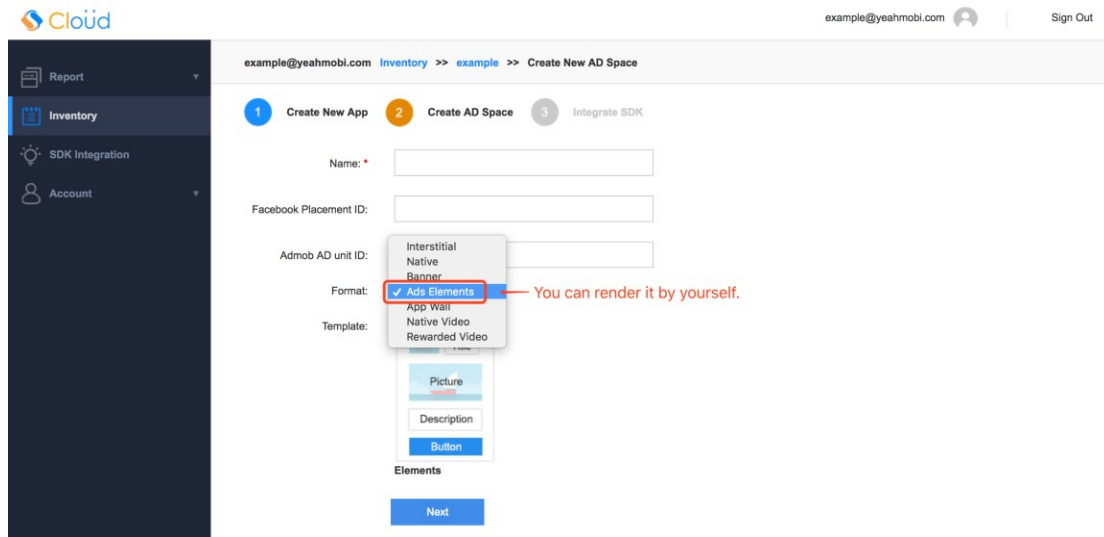 Cloüd
example@yeahmobi.com
Sign Out
Report
Inventory
SDK Integration
Account
example@yeahmobi.com Inventory >> example >> Create New AD Space
1 Create New App 2 Create AD Space 3 Integrate SDK
Name: *
Facebook Placement ID:
Admob AD unit ID:
Format:
Template:
Interstitial
Native
Banner
✓ Ads Elements
App Wall
Native Video
Rewarded Video
You can render it by yourself.
Picture
Description
Button
Elements
Next